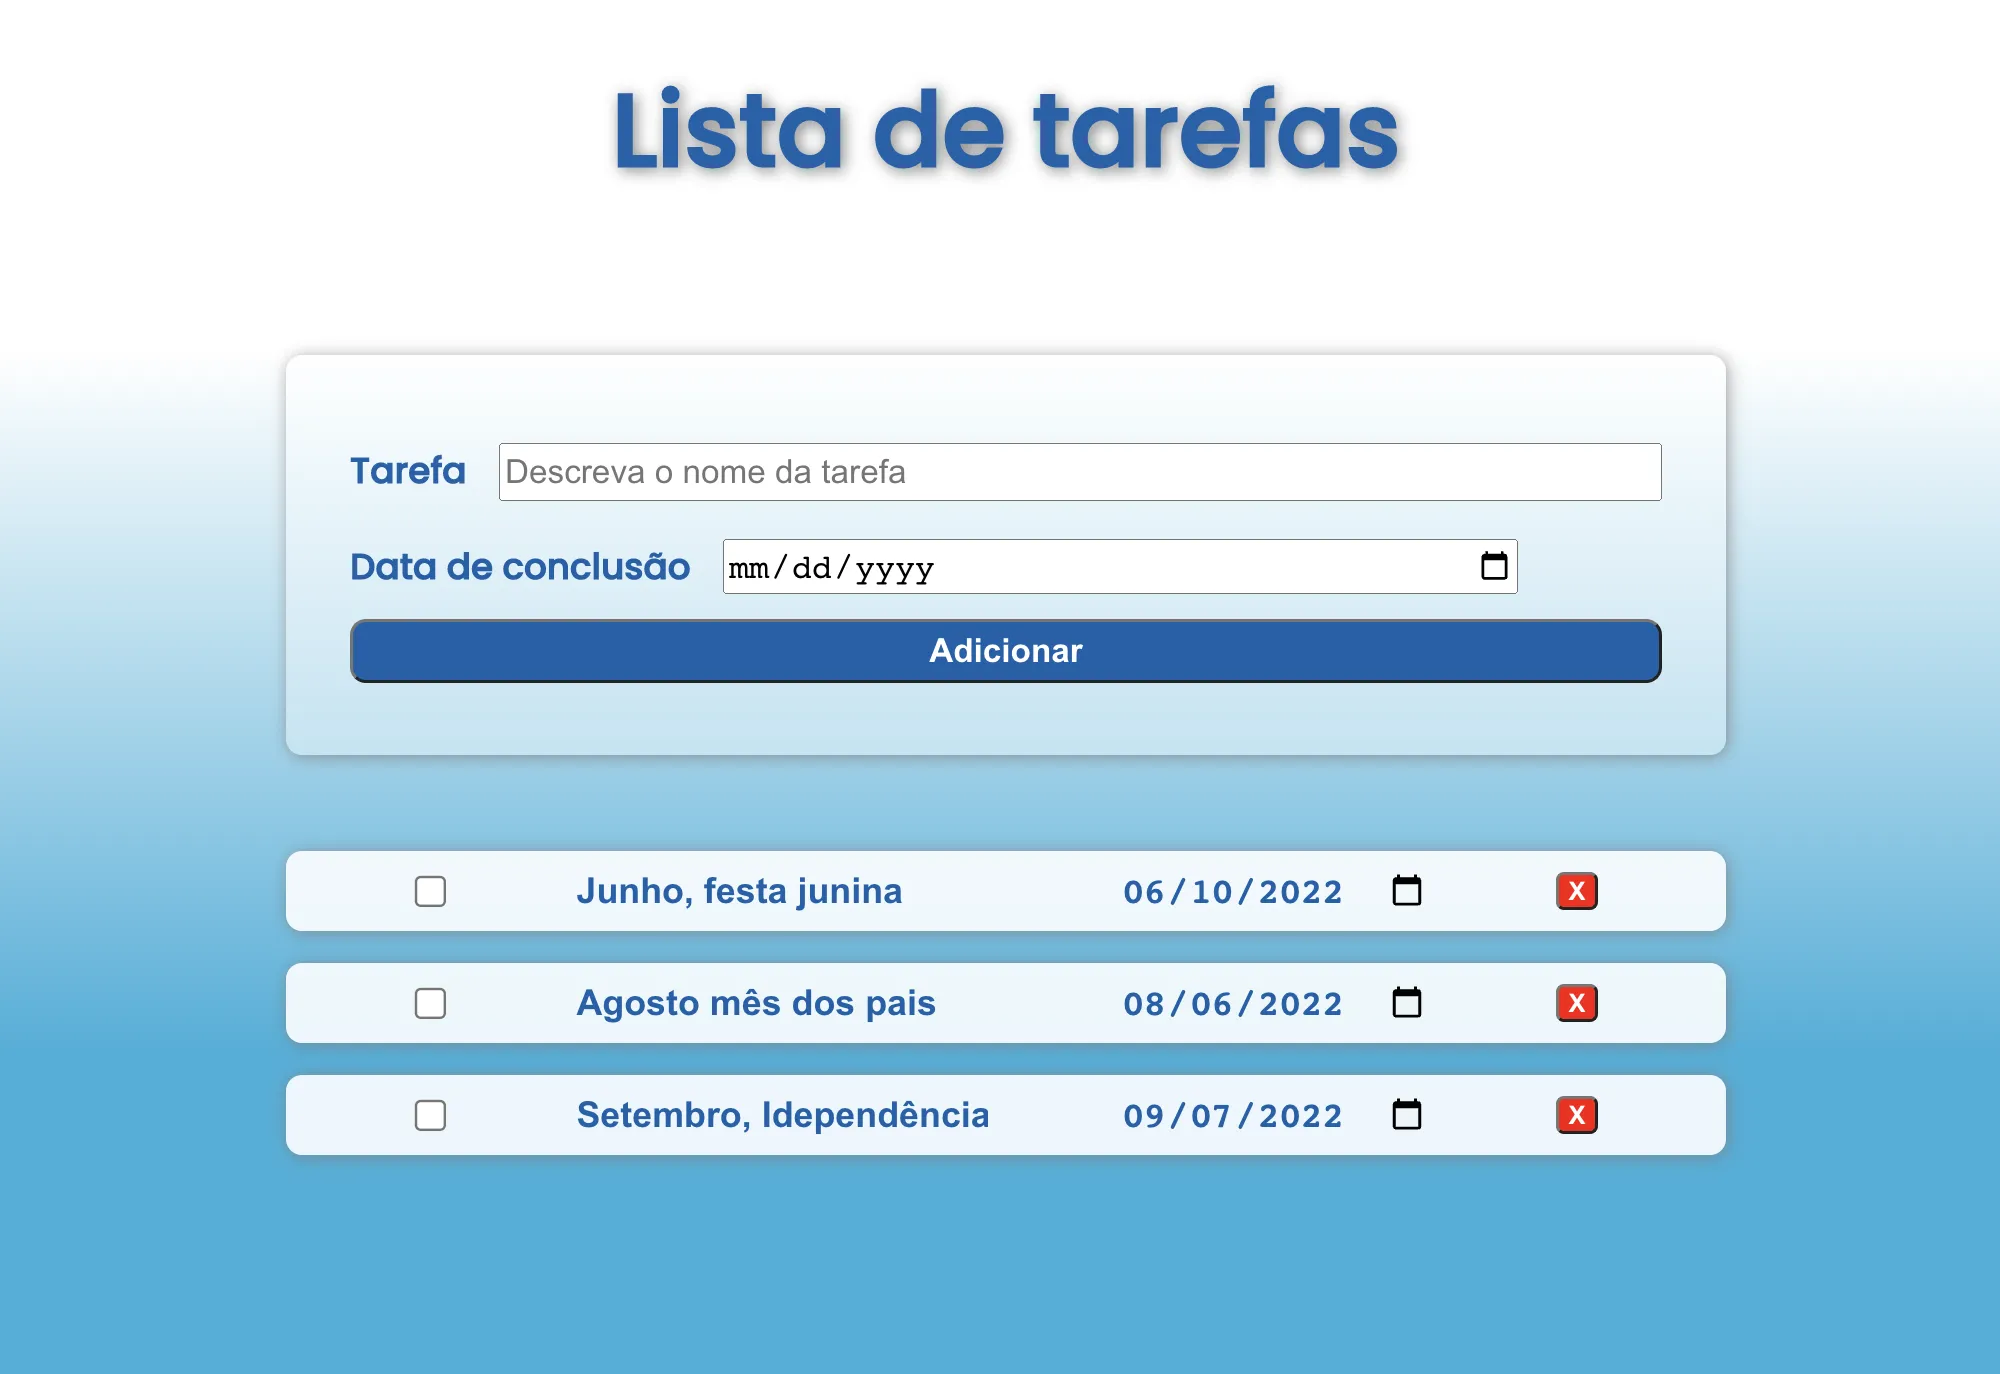 Lista de tarefas
Tarefa Descreva o nome da tarefa
Data de conclusão mm/dd/yyyy
Adicionar
Junho, festa junina 06/10/2022 X
Agosto mês dos pais 08/06/2022 X
Setembro, Idependência 09/07/2022 X